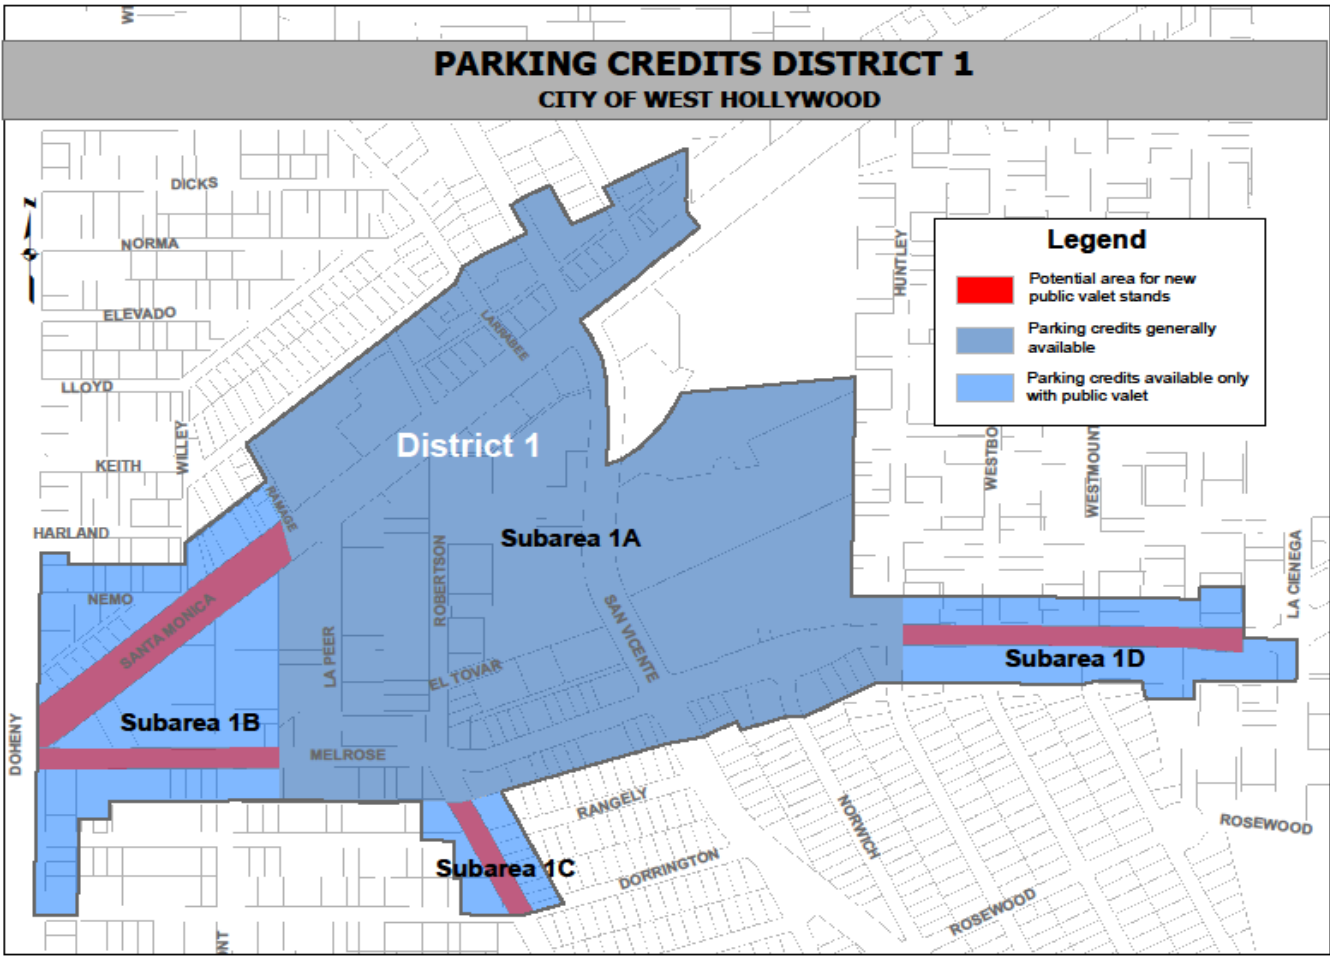 WI
PARKING CREDITS DISTRICT 1
CITY OF WEST HOLLYWOOD
DICKS
Z
NORMA
ELEVADO
LLOYD
WILLEY
KEITH
HARLAND
NEMO
SANTA MONICA
RAMAGE
LARRABEE
District 1
Subarea 1A
ROBERTSON
LA PEER
EL TOVAR
SAN VICENTE
HUNTLEY
Legend
Potential area for new
public valet stands
Parking credits generally
available
Parking credits available only
with public valet
WESTBO
WESTMOUNT
LA CIENEGA
Subarea 1D
Subarea 1B
DOHENY
MELROSE
RANGELY
NORWICH
ROSEWOOD
Subarea 1C
DORRINGTON
ROSEWOOD
NT